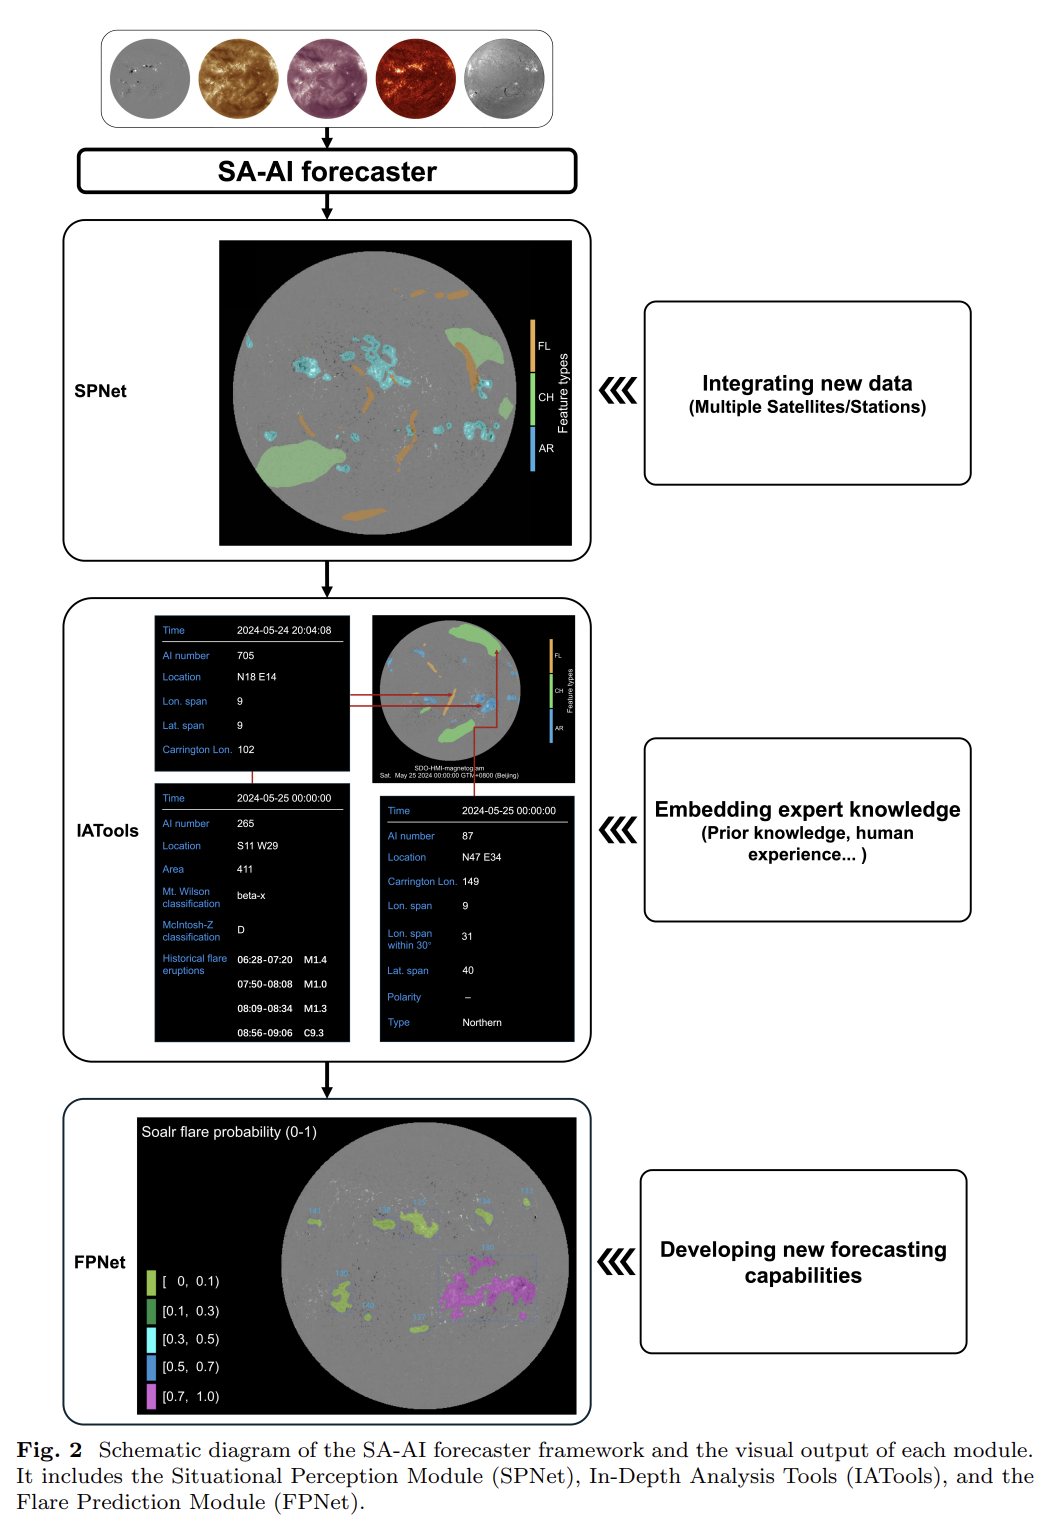 SA-AI forecaster
SPNet
FL
CH
AR
Feature types
Integrating new data
(Multiple Satellites/Stations)
Time 2024-05-24 20:04:08
AI number 705
Location N18 E14
Lon. span 9
Lat. span 9
Carrington Lon. 102
FL
CH
AR
Feature types
SDO-HMI-magnetogram
Sat. May 25 2024 00:00:00 GTM+0800 (Beijing)
IATools
Time 2024-05-25 00:00:00
AI number 265
Location S11 W29
Area 411
Mt. Wilson
classification beta-x
McIntosh-Z
classification D
Historical flare
eruptions
06:28-07:20 M1.4
07:50-08:08 M1.0
08:09-08:34 M1.3
08:56-09:06 C9.3
Time 2024-05-25 00:00:00
AI number 87
Location N47 E34
Carrington Lon. 149
Lon. span 9
Lon. span
within 30° 31
Lat. span 40
Polarity –
Type Northern
Embedding expert knowledge
(Prior knowledge, human
experience... )
FPNet
Soalr flare probability (0-1)
[ 0, 0.1)
[0.1, 0.3)
[0.3, 0.5)
[0.5, 0.7)
[0.7, 1.0)
Developing new forecasting
capabilities
Fig. 2 Schematic diagram of the SA-AI forecaster framework and the visual output of each module.
It includes the Situational Perception Module (SPNet), In-Depth Analysis Tools (IATools), and the
Flare Prediction Module (FPNet).